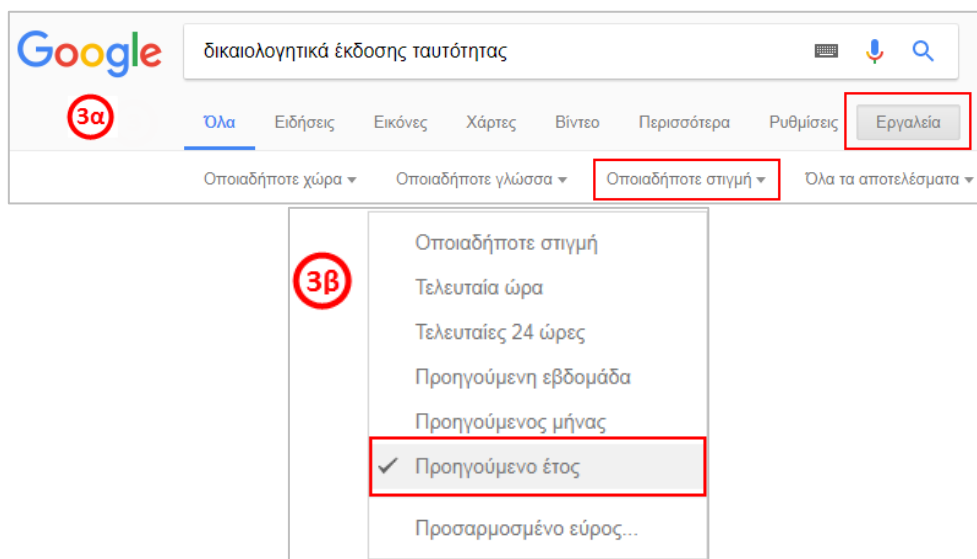 Google δικαιολογητικά έκδοσης ταυτότητας
3α Όλα Ειδήσεις Εικόνες Χάρτες Βίντεο Περισσότερα Ρυθμίσεις Εργαλεία
Οποιαδήποτε χώρα Οποιαδήποτε γλώσσα Οποιαδήποτε στιγμή Όλα τα αποτελέσματα
Οποιαδήποτε στιγμή
3β
Τελευταία ώρα
Τελευταίες 24 ώρες
Προηγούμενη εβδομάδα
Προηγούμενος μήνας
Προηγούμενο έτος
Προσαρμοσμένο εύρος...